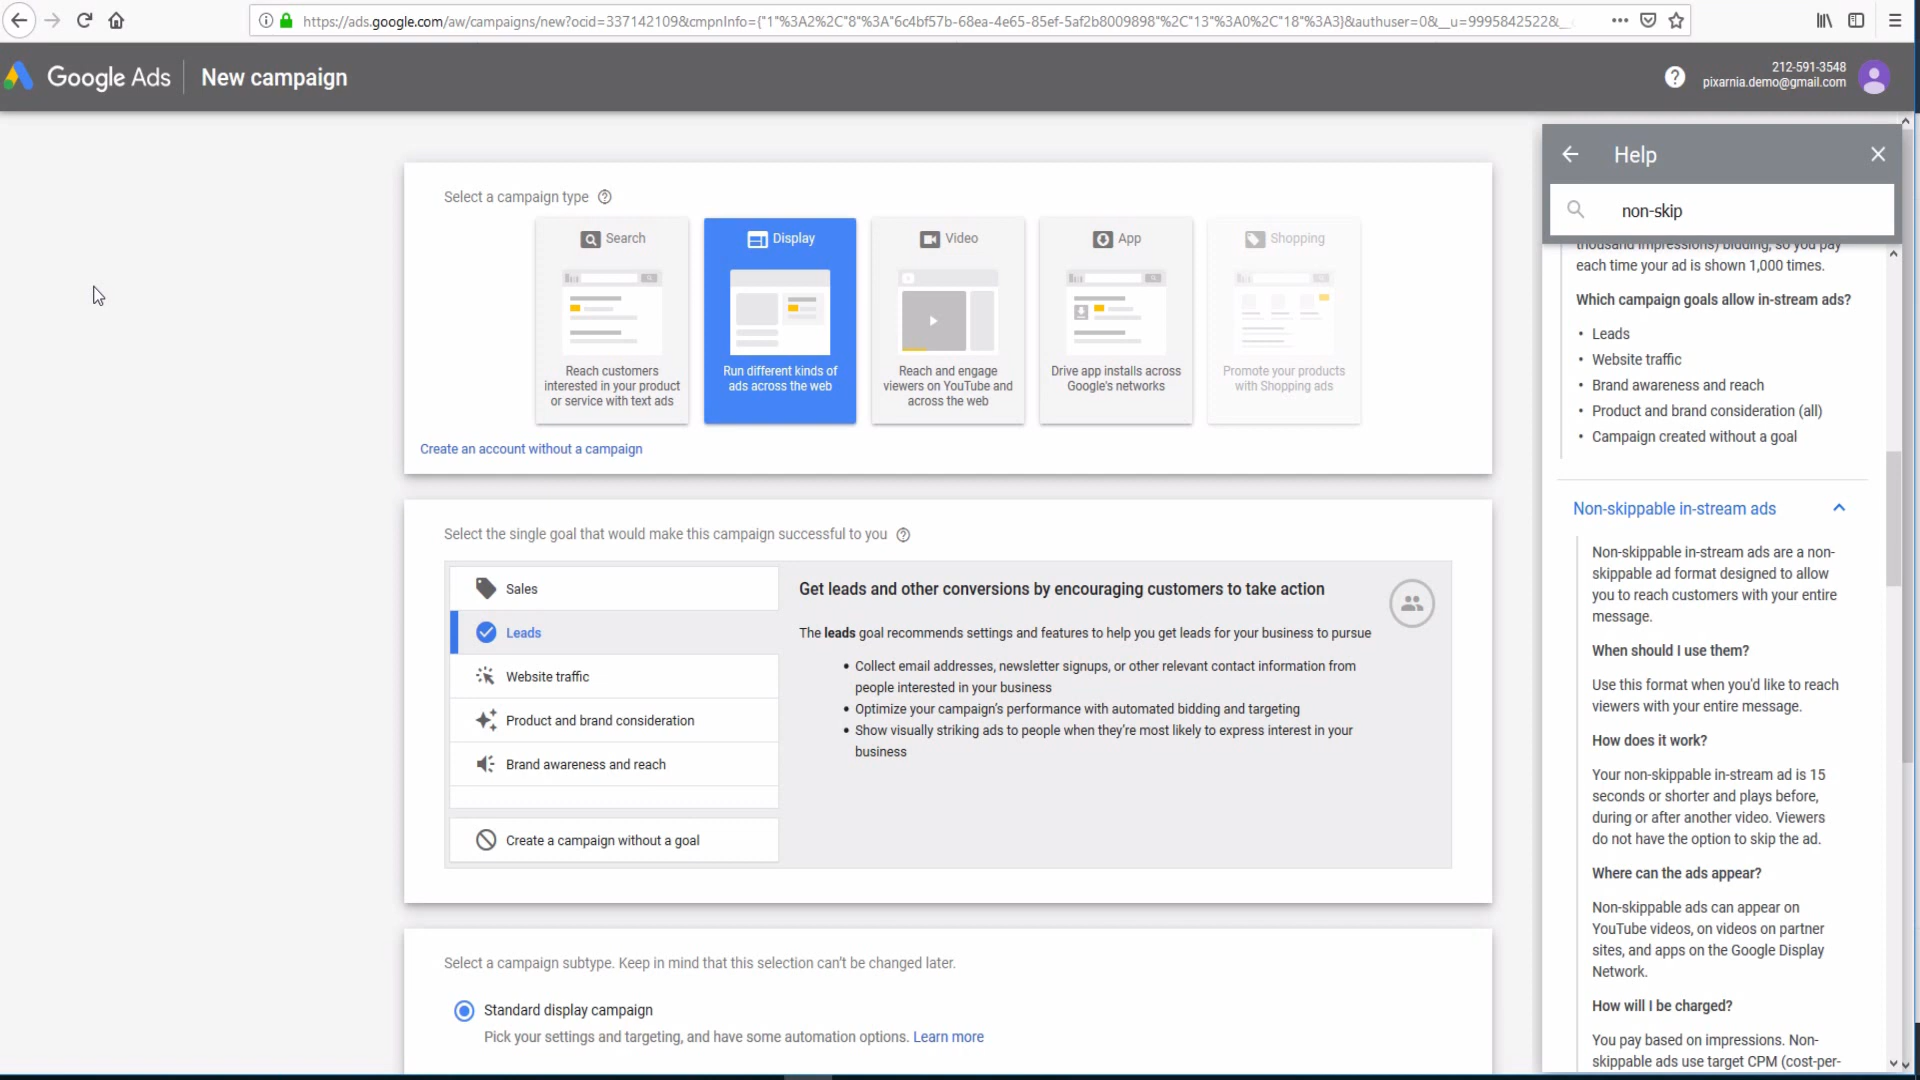 https://ads.google.com/aw/campaigns/new?ocid=337142109&cmpnInfo={"1"%3A2%2C"8"%3A"6c4bf57b-68ea-4e65-85ef-5af2b8009898"%2C"13"%3A0%2C"18"%3A3}&authuser=0&__u=9995842522&_
Google Ads
New campaign
212-591-3548
pixarnia.demo@gmail.com
Select a campaign type
Search
Reach customers
interested in your product
or service with text ads
Display
Run different kinds of
ads across the web
Video
Reach and engage
viewers on YouTube and
across the web
App
Drive app installs across
Google's networks
Shopping
Promote your products
with Shopping ads
Create an account without a campaign
Select the single goal that would make this campaign successful to you
Sales
Leads
Website traffic
Product and brand consideration
Brand awareness and reach
Create a campaign without a goal
Get leads and other conversions by encouraging customers to take action
The leads goal recommends settings and features to help you get leads for your business to pursue
• Collect email addresses, newsletter signups, or other relevant contact information from
people interested in your business
• Optimize your campaign's performance with automated bidding and targeting
• Show visually striking ads to people when they're most likely to express interest in your
business
Select a campaign subtype. Keep in mind that this selection can't be changed later.
Standard display campaign
Pick your settings and targeting, and have some automation options. Learn more
Help
non-skip
thousand impressions) bidding, so you pay
each time your ad is shown 1,000 times.
Which campaign goals allow in-stream ads?
• Leads
• Website traffic
• Brand awareness and reach
• Product and brand consideration (all)
• Campaign created without a goal
Non-skippable in-stream ads
Non-skippable in-stream ads are a non-
skippable ad format designed to allow
you to reach customers with your entire
message.
When should I use them?
Use this format when you'd like to reach
viewers with your entire message.
How does it work?
Your non-skippable in-stream ad is 15
seconds or shorter and plays before,
during or after another video. Viewers
do not have the option to skip the ad.
Where can the ads appear?
Non-skippable ads can appear on
YouTube videos, on videos on partner
sites, and apps on the Google Display
Network.
How will I be charged?
You pay based on impressions. Non-
skippable ads use target CPM (cost-per-